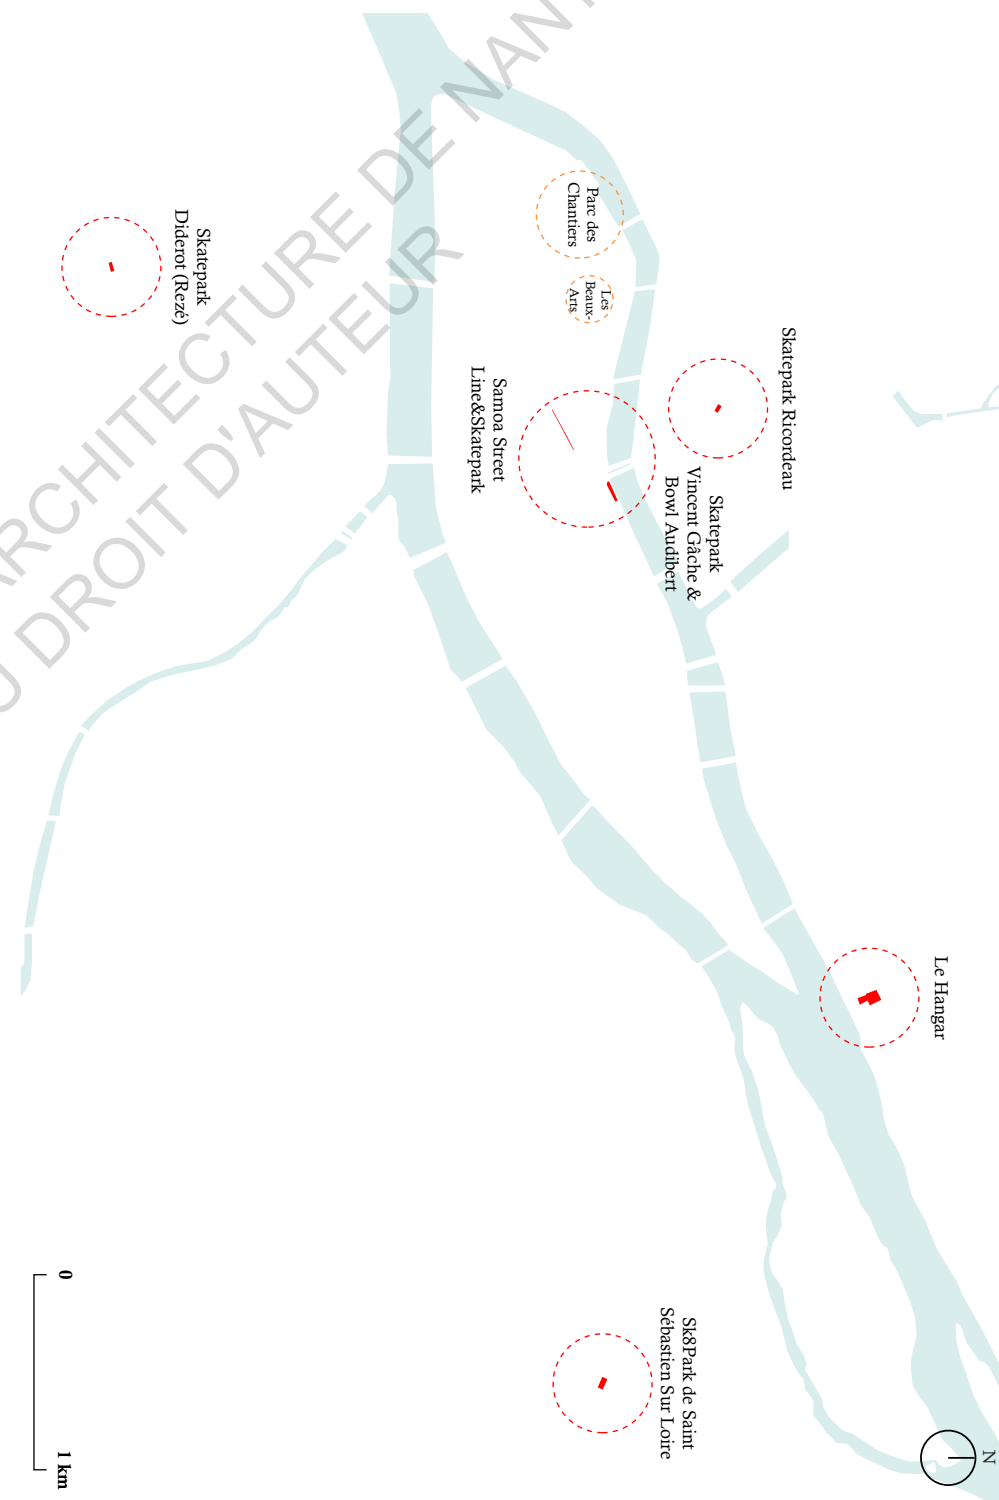 Parc des
Chantiers
Les
Beaux-
Arts
Skatepark
Diderot (Rezé)
Skatepark Ricordeau
Samoa Street
Line&Skatepark
Skatepark
Vincent Gâche &
Bowl Audibert
Le Hangar
Sk8Park de Saint
Sébastien Sur Loire
0
1 km
N
ARCHITECTURE DE NANT
U DROIT D'AUTEUR